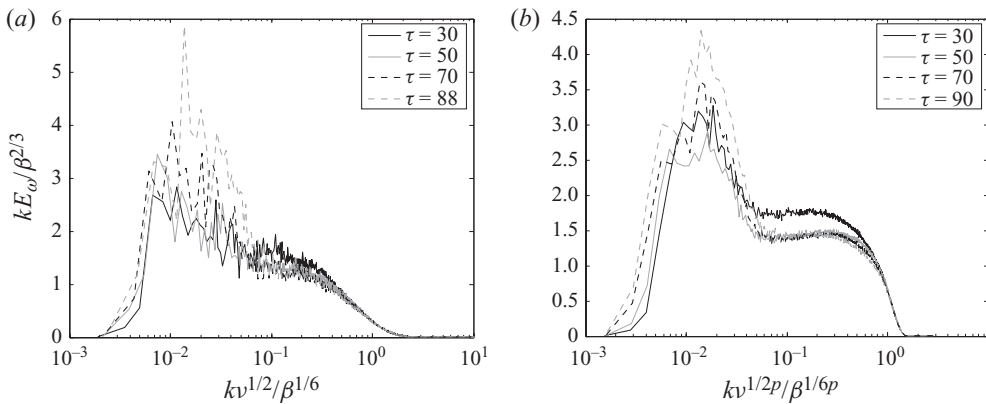 (a)
6
5
4
3
2
1
0
kE_ω/β^{2/3}
10^{−3}
10^{−2}
10^{−1}
10^{0}
10^{1}
kν^{1/2}/β^{1/6}
τ = 30
τ = 50
τ = 70
τ = 88
(b)
4.5
4.0
3.5
3.0
2.5
2.0
1.5
1.0
0.5
0
10^{−3}
10^{−2}
10^{−1}
10^{0}
kν^{1/2p}/β^{1/6p}
τ = 30
τ = 50
τ = 70
τ = 90